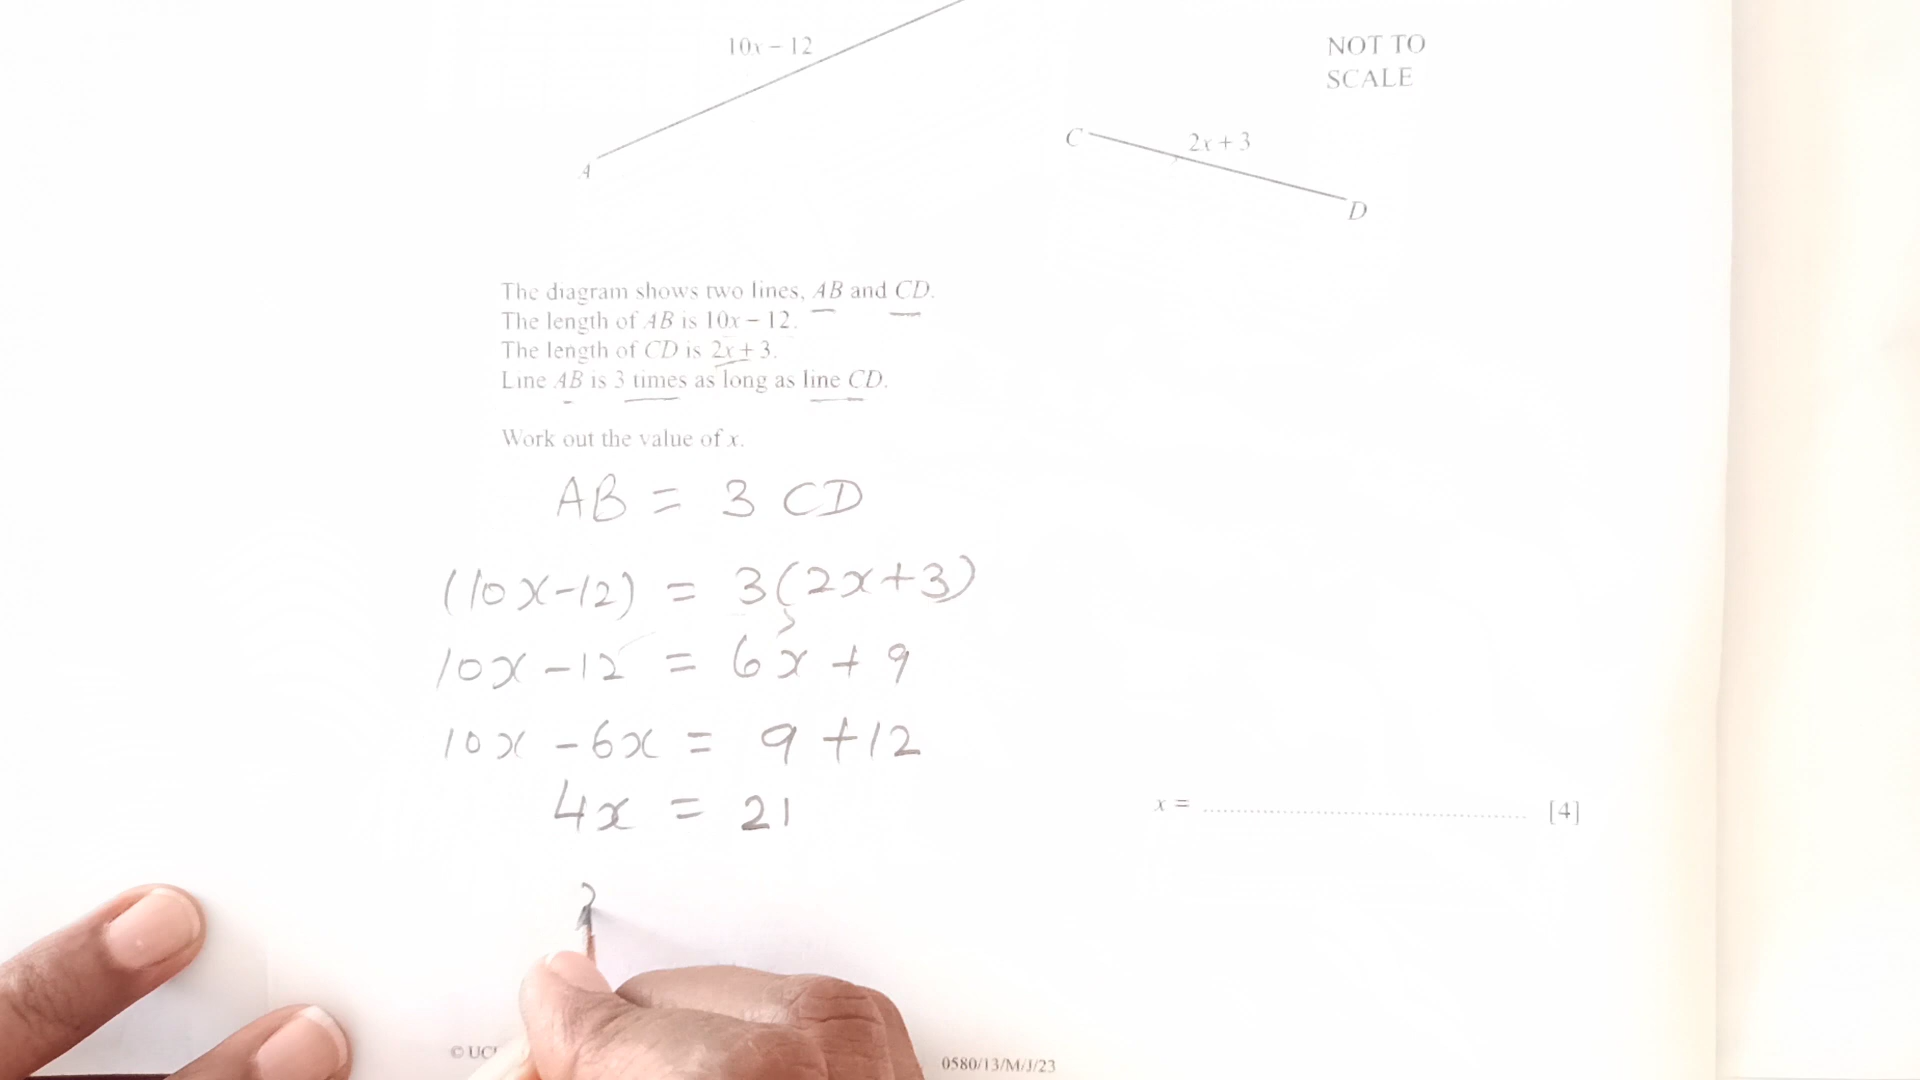 10x − 12
NOT TO
SCALE
C
2x + 3
A
D
The diagram shows two lines, AB and CD.
The length of AB is 10x − 12.
The length of CD is 2x + 3.
Line AB is 3 times as long as line CD.
Work out the value of x.
AB = 3 CD
(10x-12) = 3(2x+3)
10x - 12 = 6x + 9
10x - 6x = 9 + 12
4x = 21
x = ........................................ [4]
© UC
0580/13/M/J/23